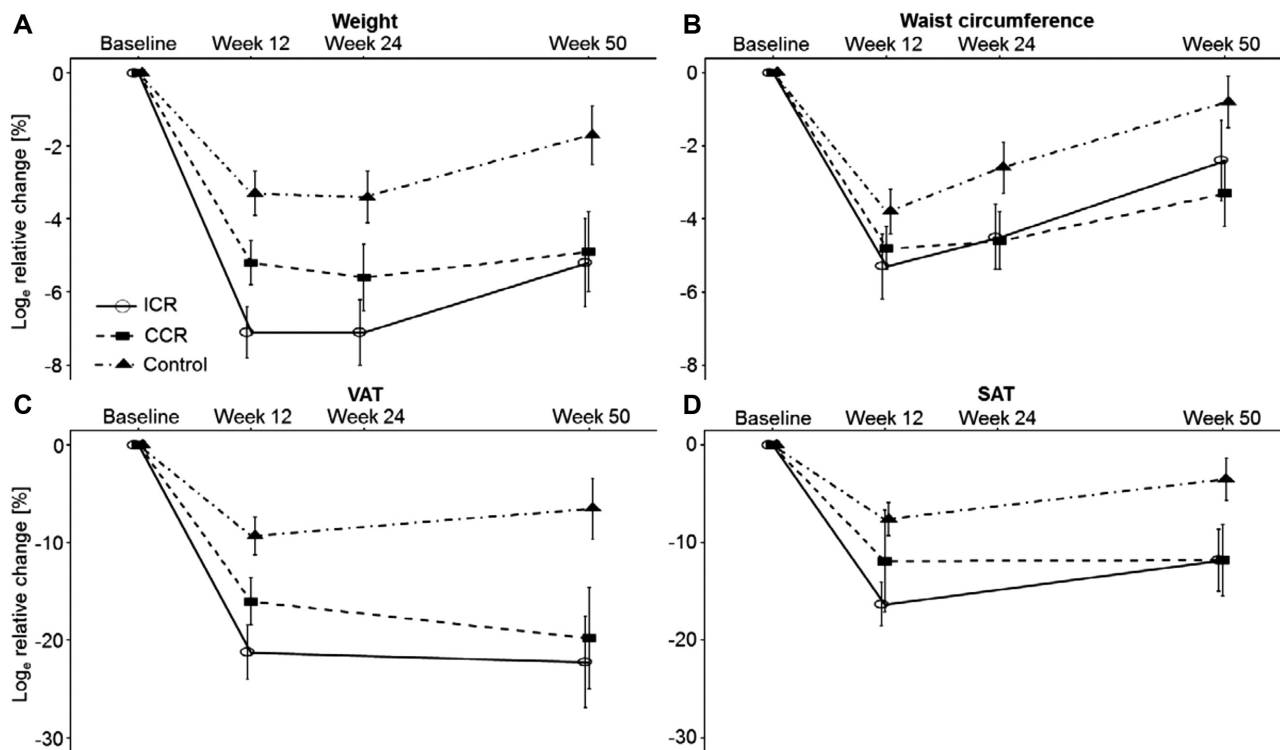 A
Weight
Baseline Week 12 Week 24 Week 50
0
-2
-4
-6
-8
Logₑ relative change [%]
ICR
CCR
Control
B
Waist circumference
Baseline Week 12 Week 24 Week 50
0
-2
-4
-6
-8
C
VAT
Baseline Week 12 Week 24 Week 50
0
-10
-20
-30
Logₑ relative change [%]
D
SAT
Baseline Week 12 Week 24 Week 50
0
-10
-20
-30